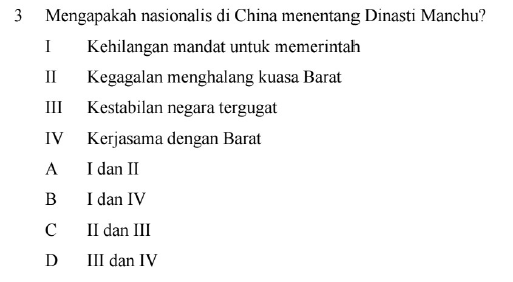 3 Mengapakah nasionalis di China menentang Dinasti Manchu?
I Kehilangan mandat untuk memerintah
II Kegagalan menghalang kuasa Barat
III Kestabilan negara tergugat
IV Kerjasama dengan Barat
A I dan II
B I dan IV
C II dan III
D III dan IV